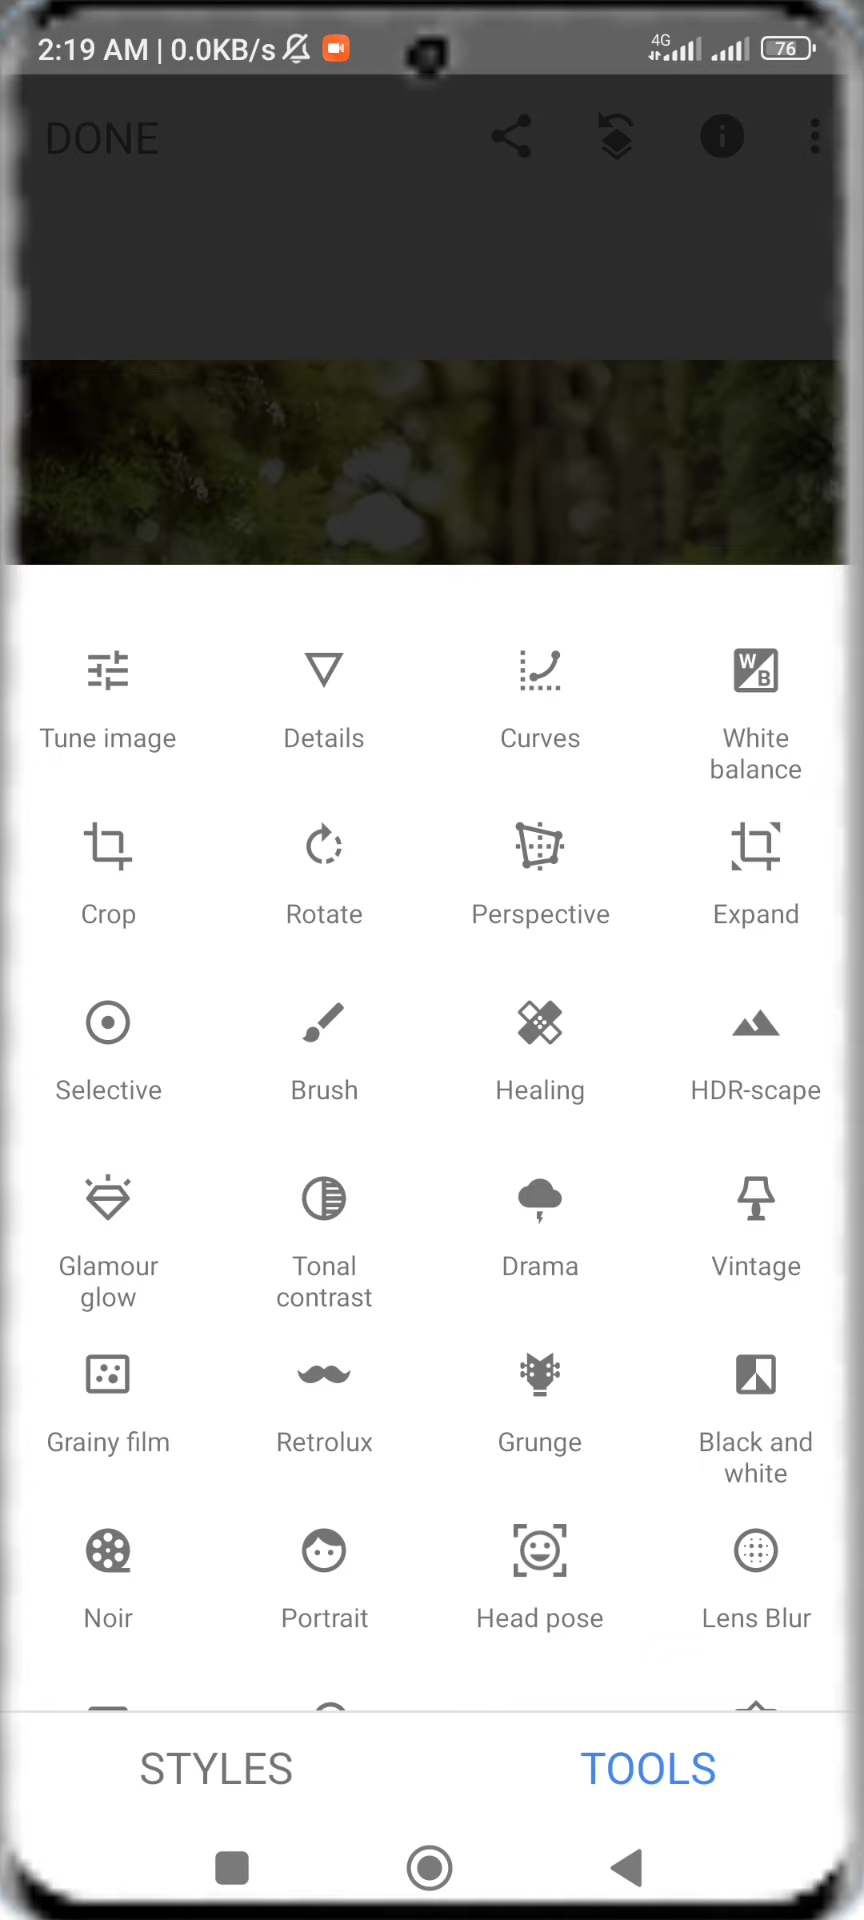 2:19 AM | 0.0KB/s 4G 76
DONE
Tune image Details Curves White balance
Crop Rotate Perspective Expand
Selective Brush Healing HDR-scape
Glamour glow Tonal contrast Drama Vintage
Grainy film Retrolux Grunge Black and white
Noir Portrait Head pose Lens Blur
STYLES TOOLS